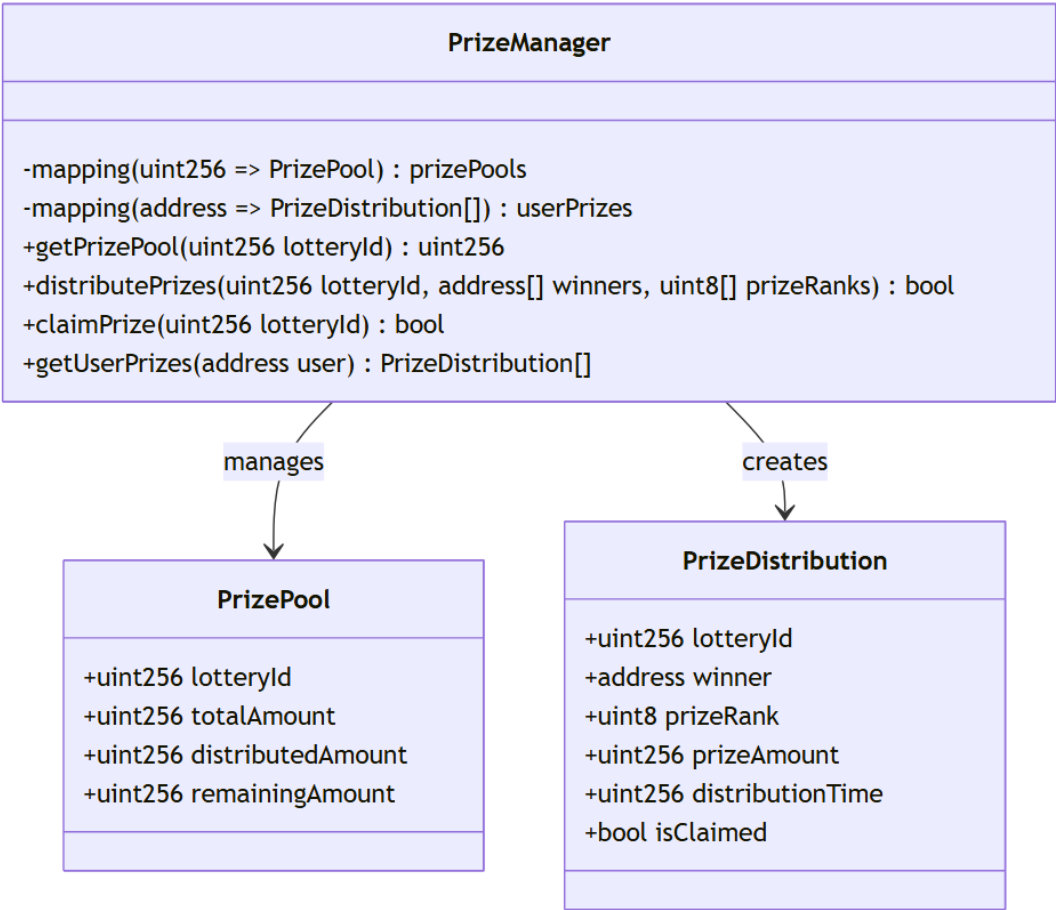 PrizeManager
-mapping(uint256 => PrizePool) : prizePools
-mapping(address => PrizeDistribution[]) : userPrizes
+getPrizePool(uint256 lotteryId) : uint256
+distributePrizes(uint256 lotteryId, address[] winners, uint8[] prizeRanks) : bool
+claimPrize(uint256 lotteryId) : bool
+getUserPrizes(address user) : PrizeDistribution[]
manages
creates
PrizePool
+uint256 lotteryId
+uint256 totalAmount
+uint256 distributedAmount
+uint256 remainingAmount
PrizeDistribution
+uint256 lotteryId
+address winner
+uint8 prizeRank
+uint256 prizeAmount
+uint256 distributionTime
+bool isClaimed